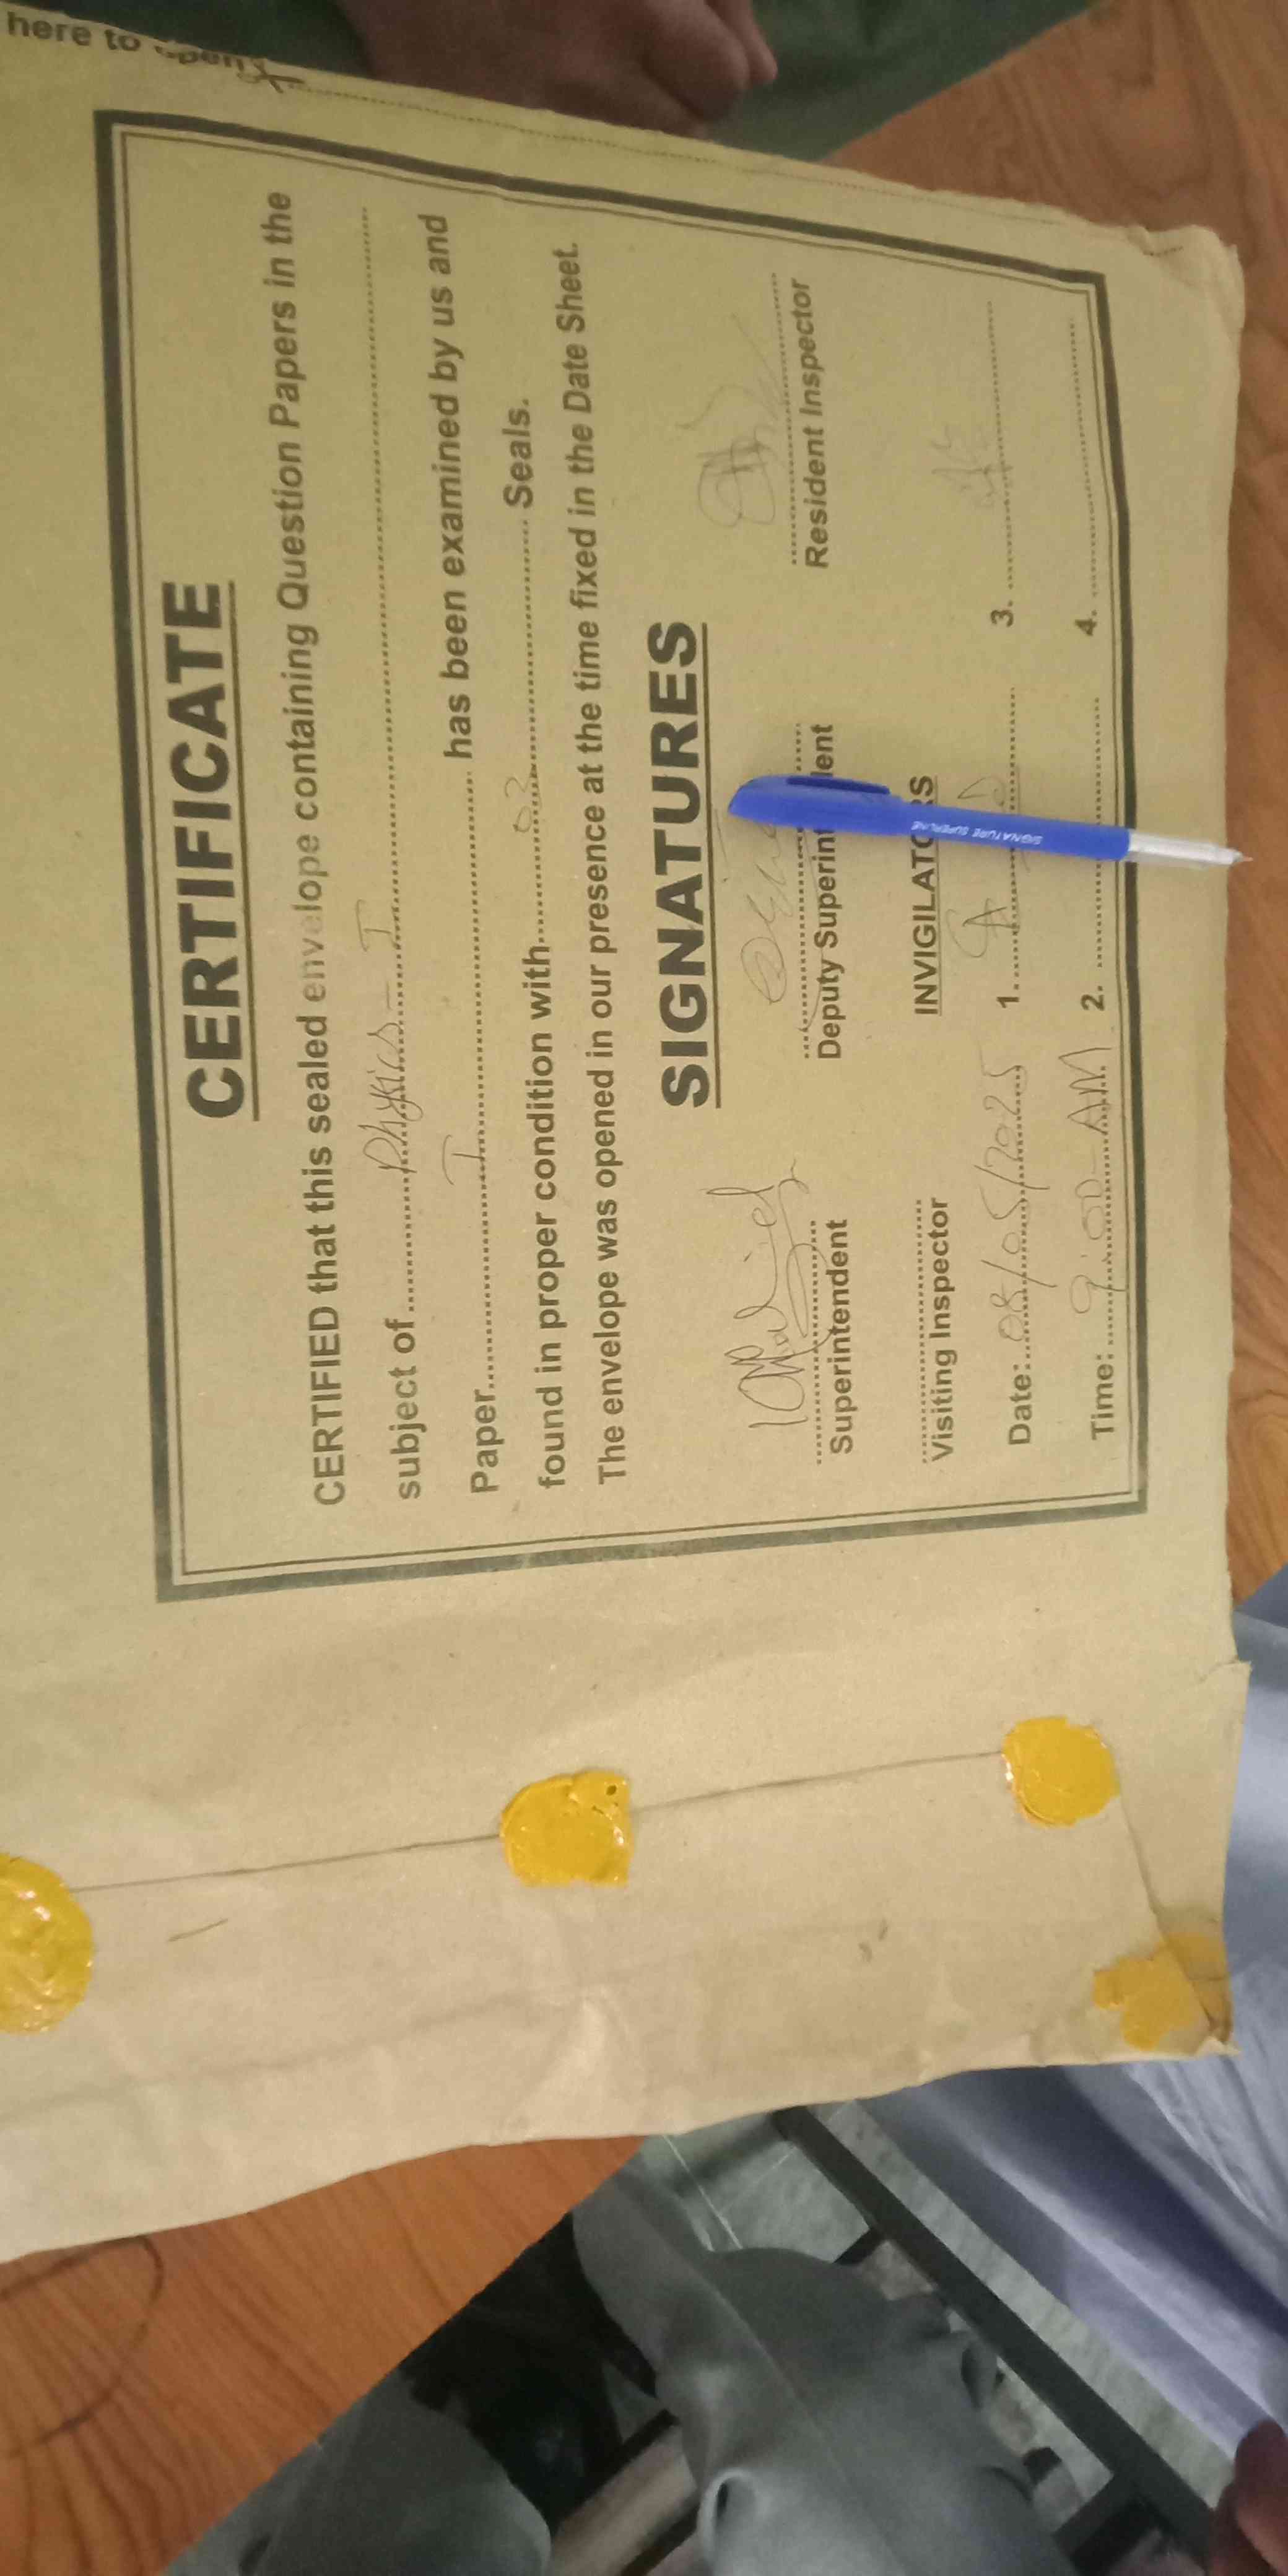 here to open
CERTIFICATE
CERTIFIED that this sealed envelope containing Question Papers in the
subject of..........Physics - I..........
Paper..........I.......... has been examined by us and
found in proper condition with..........03.......... Seals.
The envelope was opened in our presence at the time fixed in the Date Sheet.
SIGNATURES
Superintendent Deputy Superintendent Resident Inspector
Visiting Inspector INVIGILATORS
Date: 08/05/2025 1. 3.
Time: 9:00-AM 2. 4.
SIGNATURE SUPERLINE